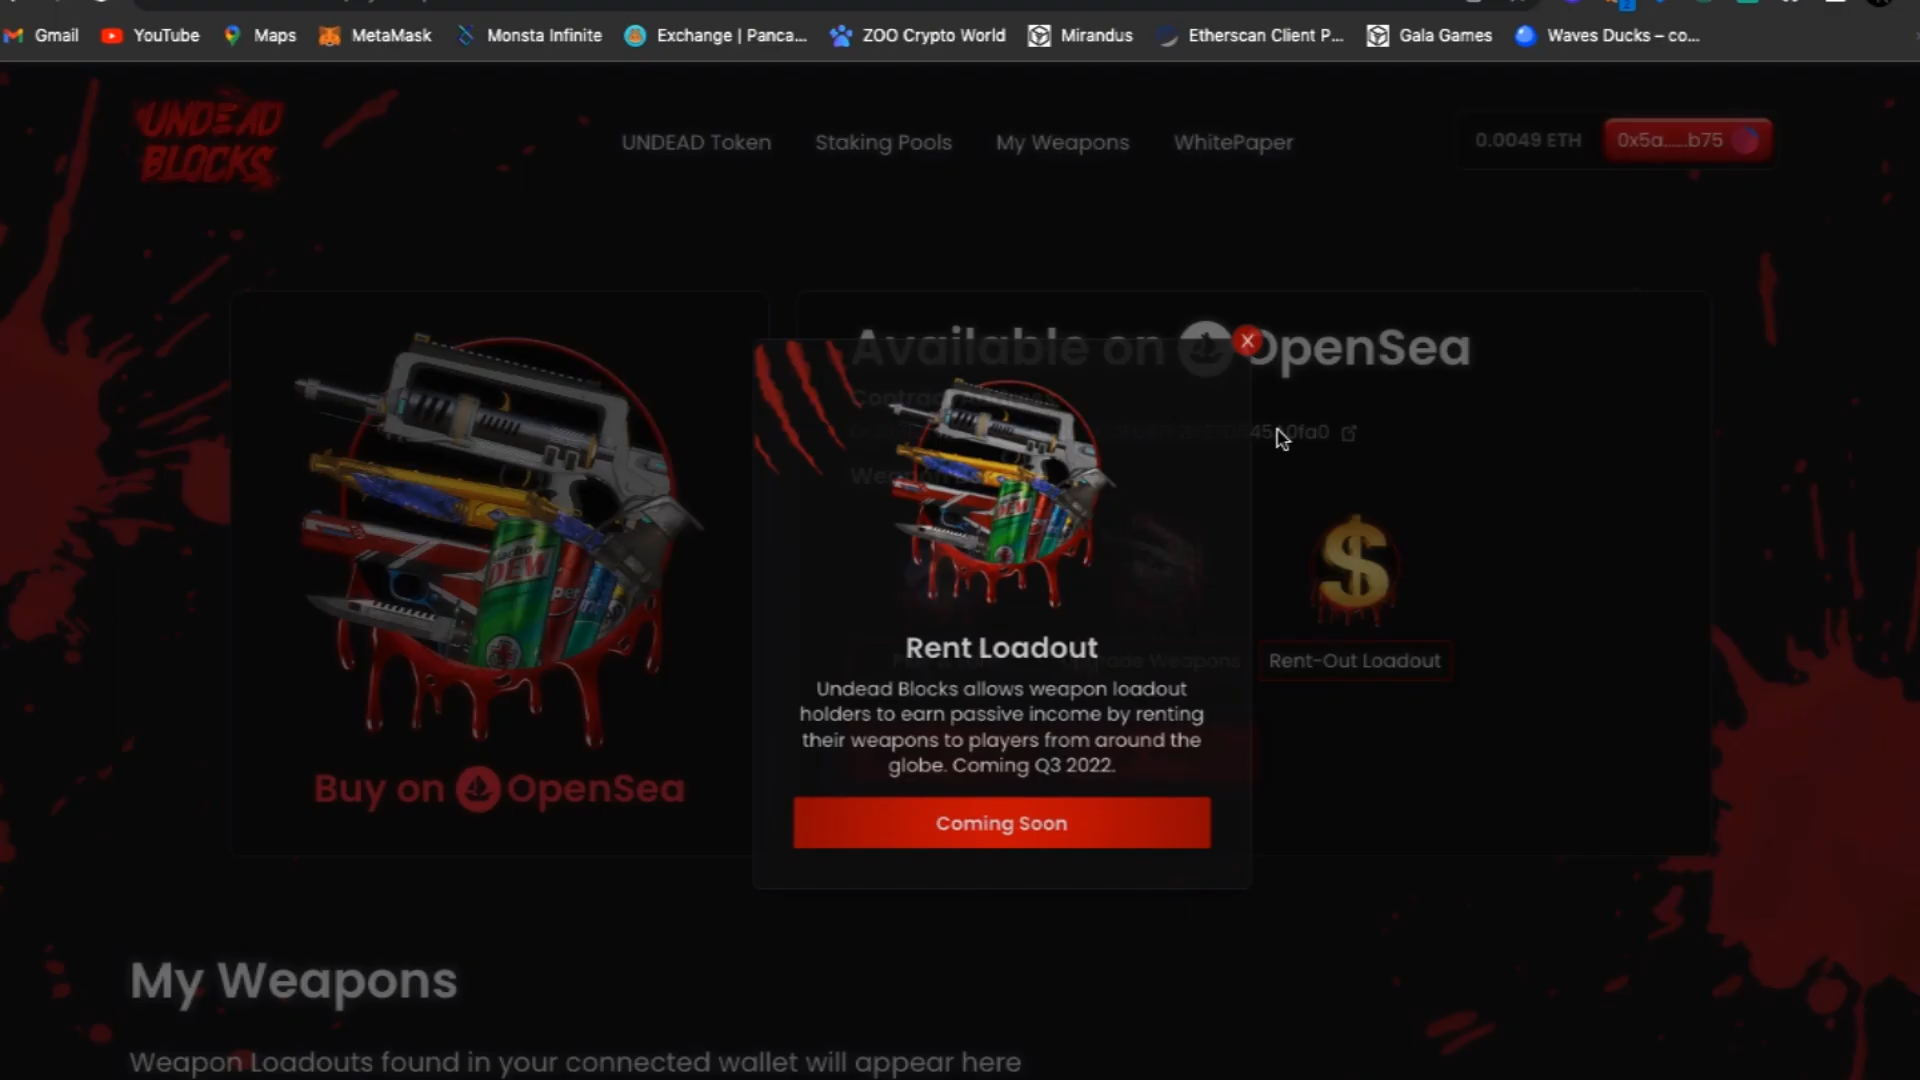 Gmail YouTube Maps MetaMask Monsta Infinite Exchange | Panca... ZOO Crypto World Mirandus Etherscan Client P... Gala Games Waves Ducks – co...
UNDEAD
BLOCKS
UNDEAD Token Staking Pools My Weapons WhitePaper
0.0049 ETH 0x5a......b75
Available on OpenSea
X
DEW
DEW
Rent Loadout
Undead Blocks allows weapon loadout
holders to earn passive income by renting
their weapons to players from around the
globe. Coming Q3 2022.
Coming Soon
Weapons
Rent-Out Loadout
Buy on OpenSea
My Weapons
Weapon Loadouts found in your connected wallet will appear here